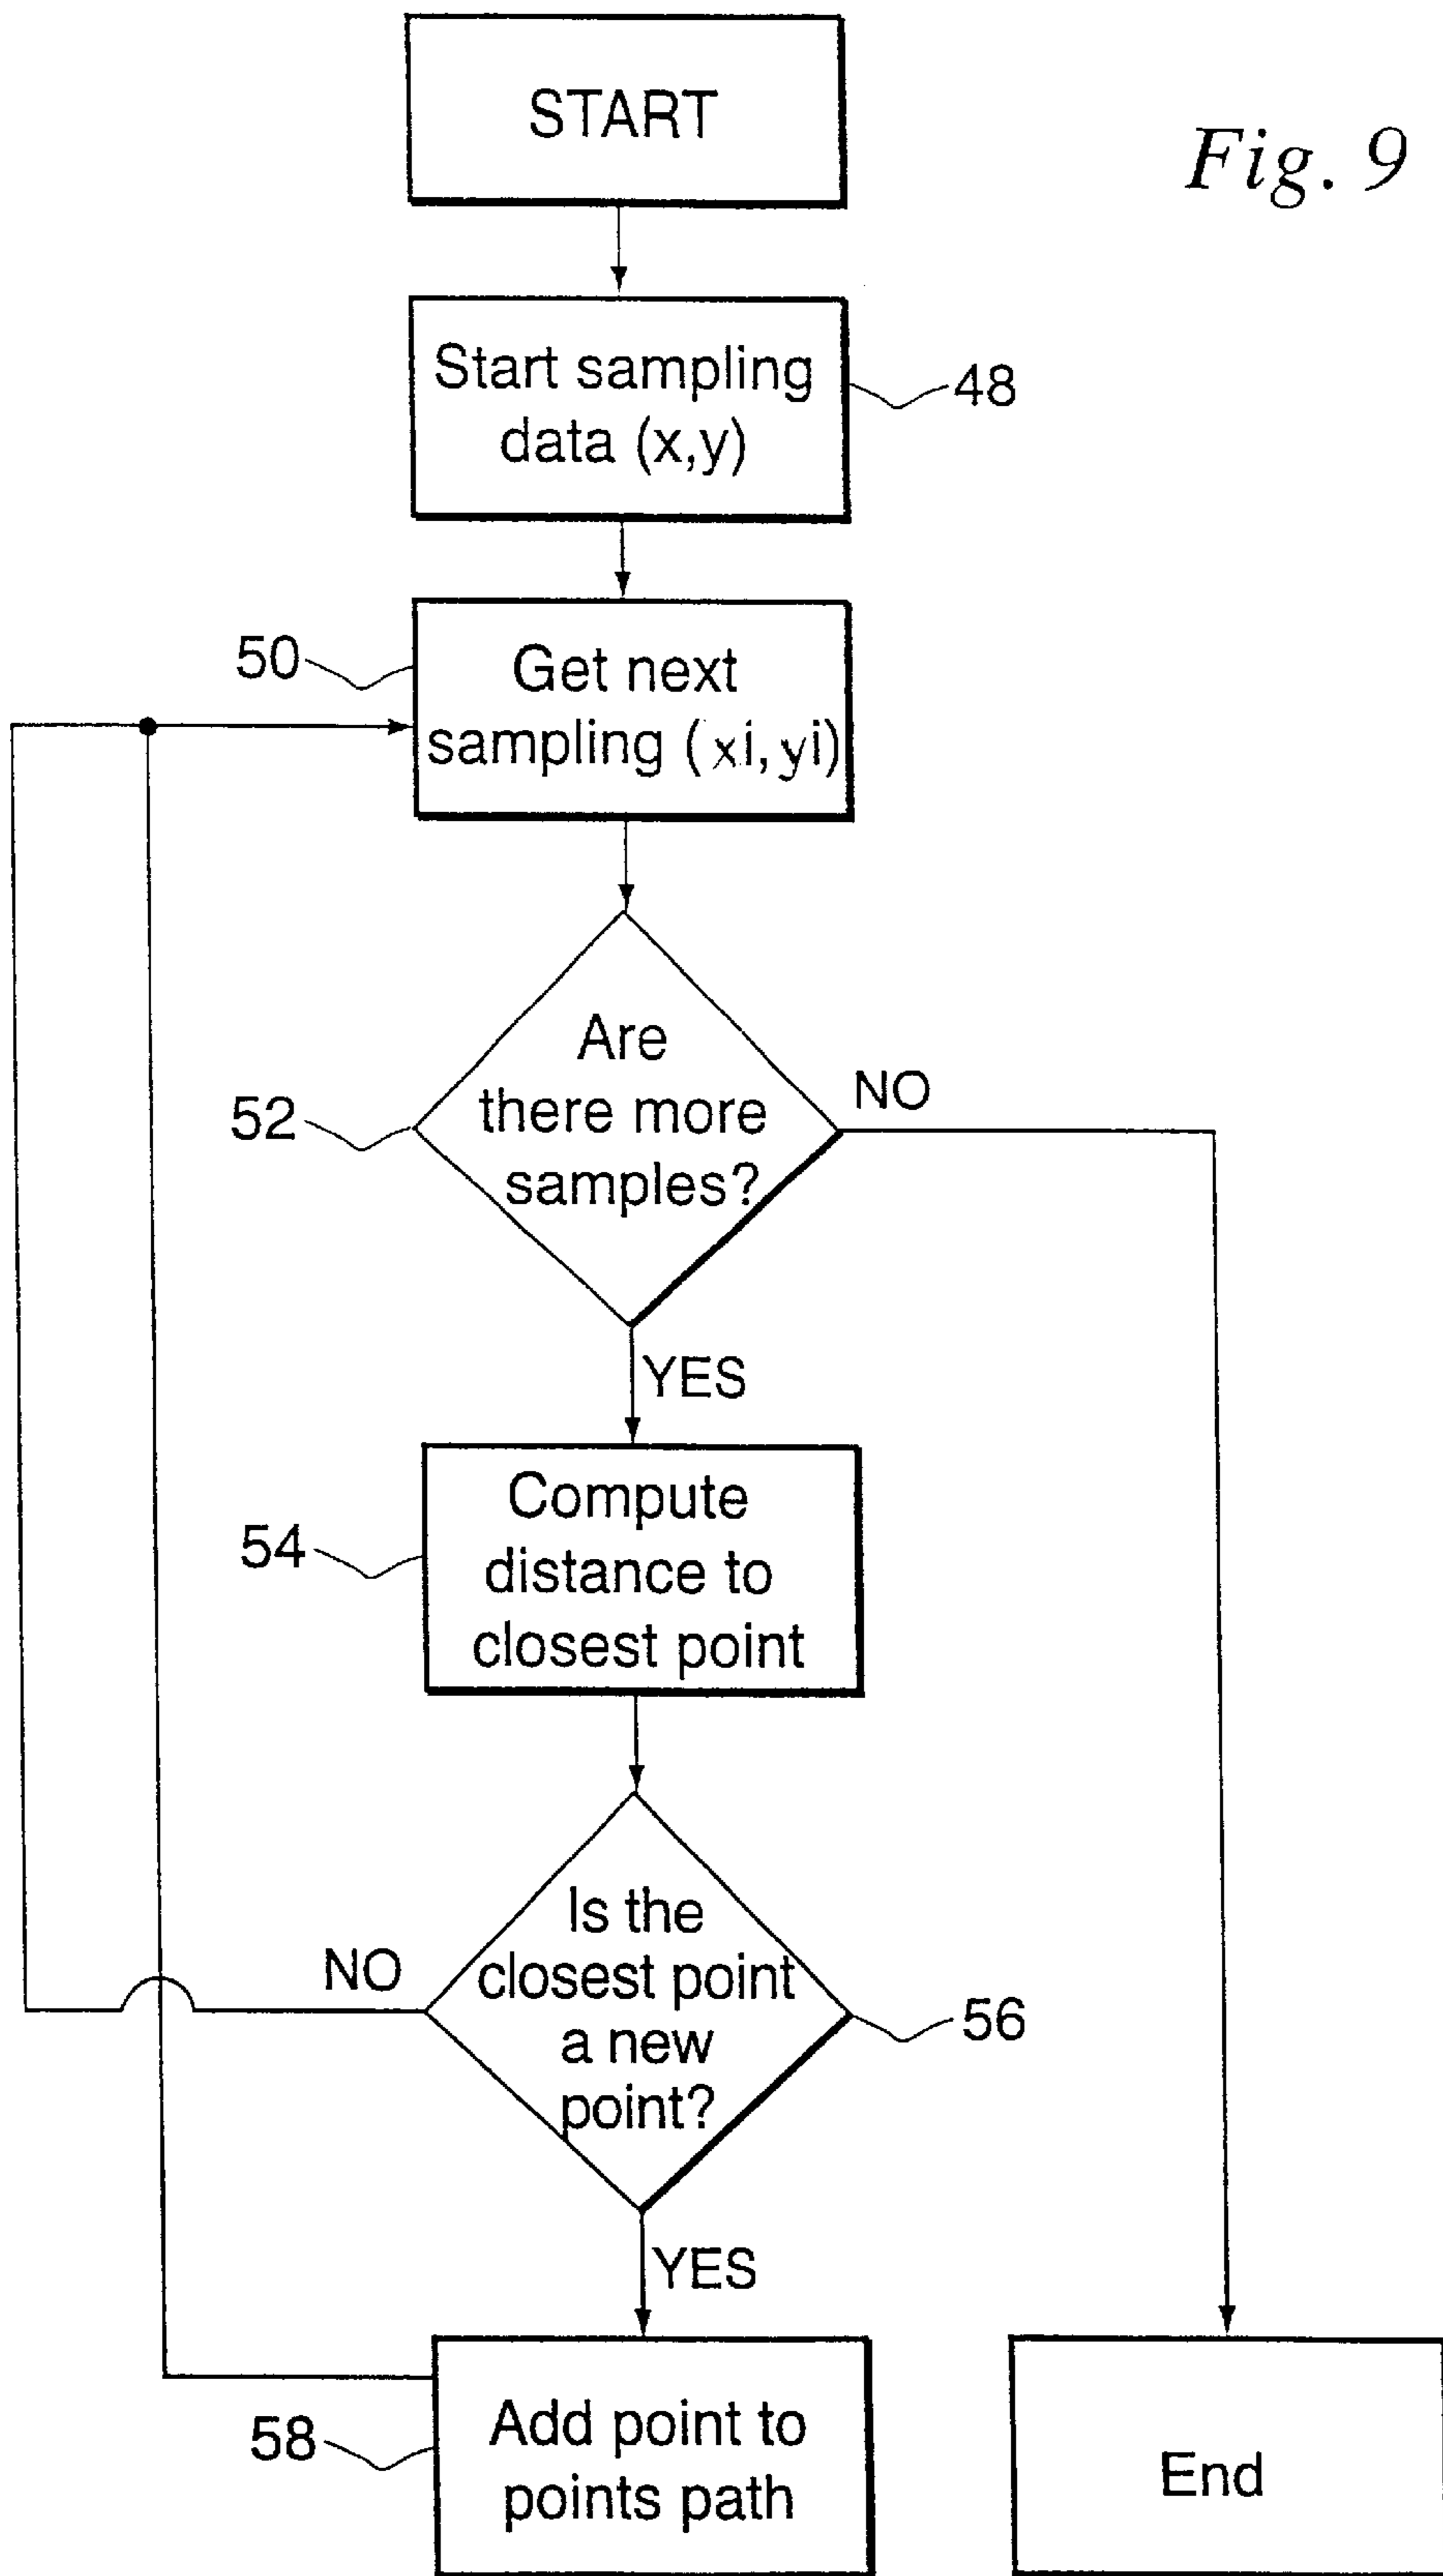 START
Fig. 9
Start sampling
data (x,y)
48
50
Get next
sampling (xi, yi)
Are
there more
samples?
52
NO
YES
54
Compute
distance to
closest point
Is the
closest point
a new
point?
NO
56
YES
58
Add point to
points path
End